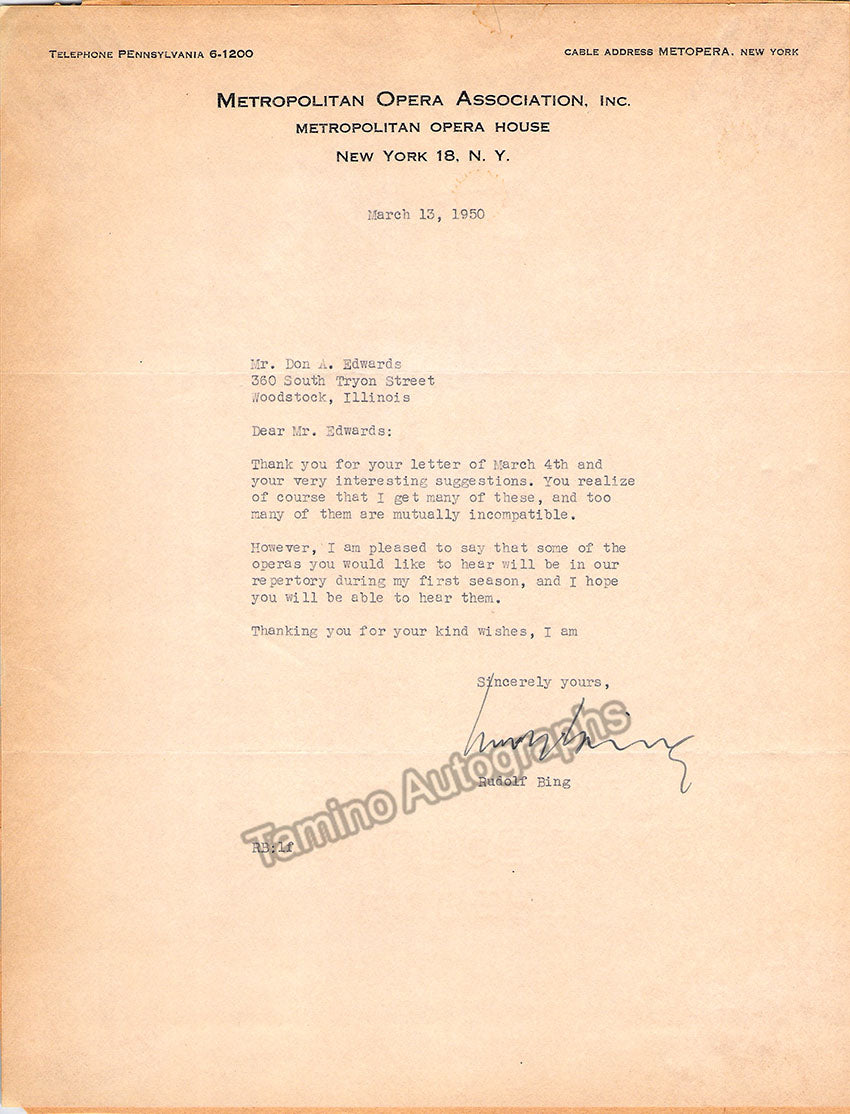 TELEPHONE PENNSYLVANIA 6-1200
CABLE ADDRESS METOPERA, NEW YORK
METROPOLITAN OPERA ASSOCIATION, INC.
METROPOLITAN OPERA HOUSE
NEW YORK 18, N. Y.
March 13, 1950
Mr. Don A. Edwards
360 South Tryon Street
Woodstock, Illinois
Dear Mr. Edwards:
Thank you for your letter of March 4th and
your very interesting suggestions. You realize
of course that I get many of these, and too
many of them are mutually incompatible.
However, I am pleased to say that some of the
operas you would like to hear will be in our
repertory during my first season, and I hope
you will be able to hear them.
Thanking you for your kind wishes, I am
Sincerely yours,
Rudolf Bing
Rudolf Bing
RB:lf
Tamino Autographs